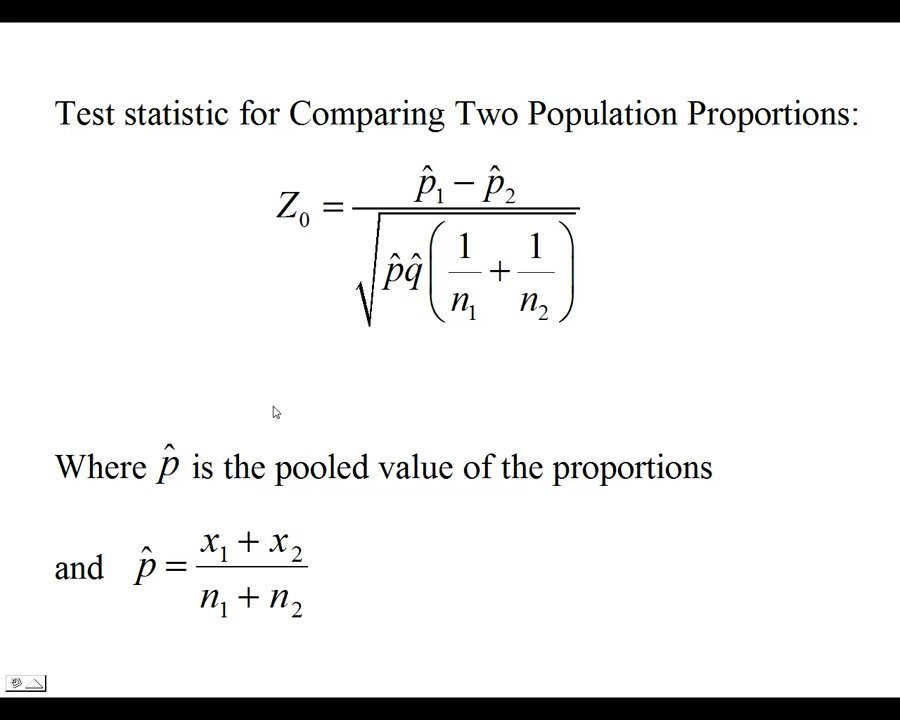 Test statistic for Comparing Two Population Proportions:
Z₀ = (p̂₁ − p̂₂) / √(p̂q̂(1/n₁ + 1/n₂))
Where p̂ is the pooled value of the proportions
and p̂ = (x₁ + x₂) / (n₁ + n₂)